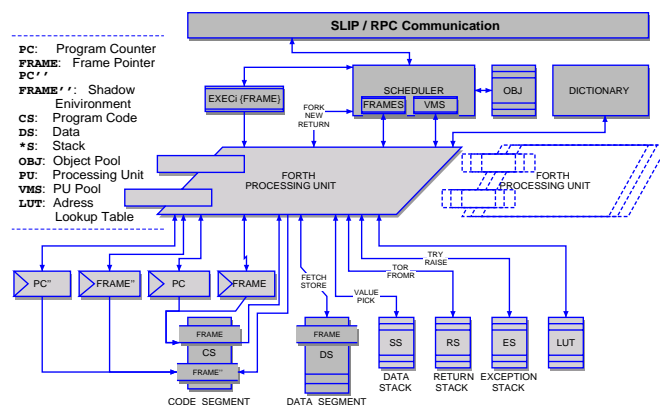 SLIP / RPC Communication
PC: Program Counter
FRAME: Frame Pointer
PC''
FRAME'': Shadow
Enivironment
CS: Program Code
DS: Data
*S: Stack
OBJ: Object Pool
PU: Processing Unit
VMS: PU Pool
LUT: Adress
Lookup Table
EXECi {FRAME}
SCHEDULER
FRAMES
VMS
OBJ
DICTIONARY
FORK
NEW
RETURN
FORTH
PROCESSING UNIT
FORTH
PROCESSING UNIT
PC''
FRAME''
PC
FRAME
FETCH
STORE
VALUE
PICK
TOR
FROMR
TRY
RAISE
FRAME
CS
FRAME''
CODE SEGMENT
FRAME
DS
DATA SEGMENT
SS
DATA
STACK
RS
RETURN
STACK
ES
EXCEPTION
STACK
LUT